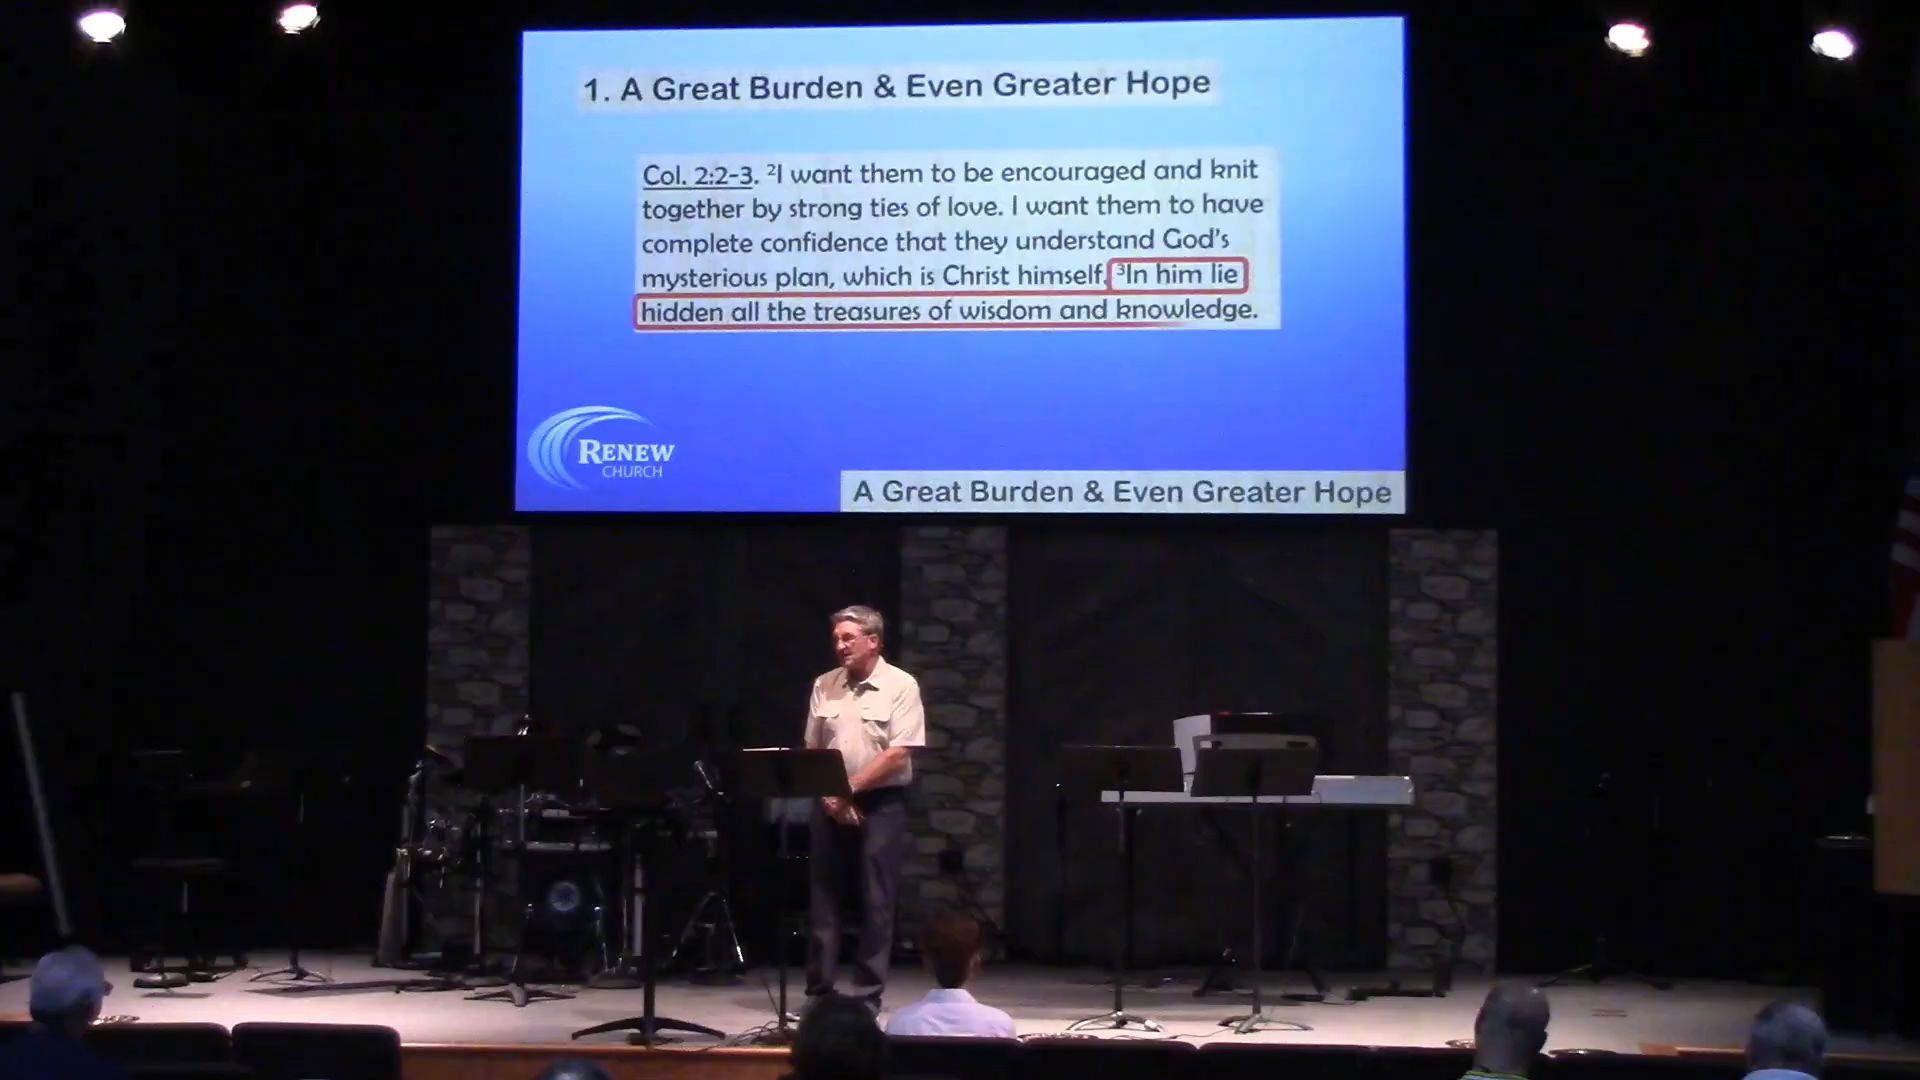 1. A Great Burden & Even Greater Hope
Col. 2:2-3. ²I want them to be encouraged and knit
together by strong ties of love. I want them to have
complete confidence that they understand God's
mysterious plan, which is Christ himself. ³In him lie
hidden all the treasures of wisdom and knowledge.
RENEW
CHURCH
A Great Burden & Even Greater Hope